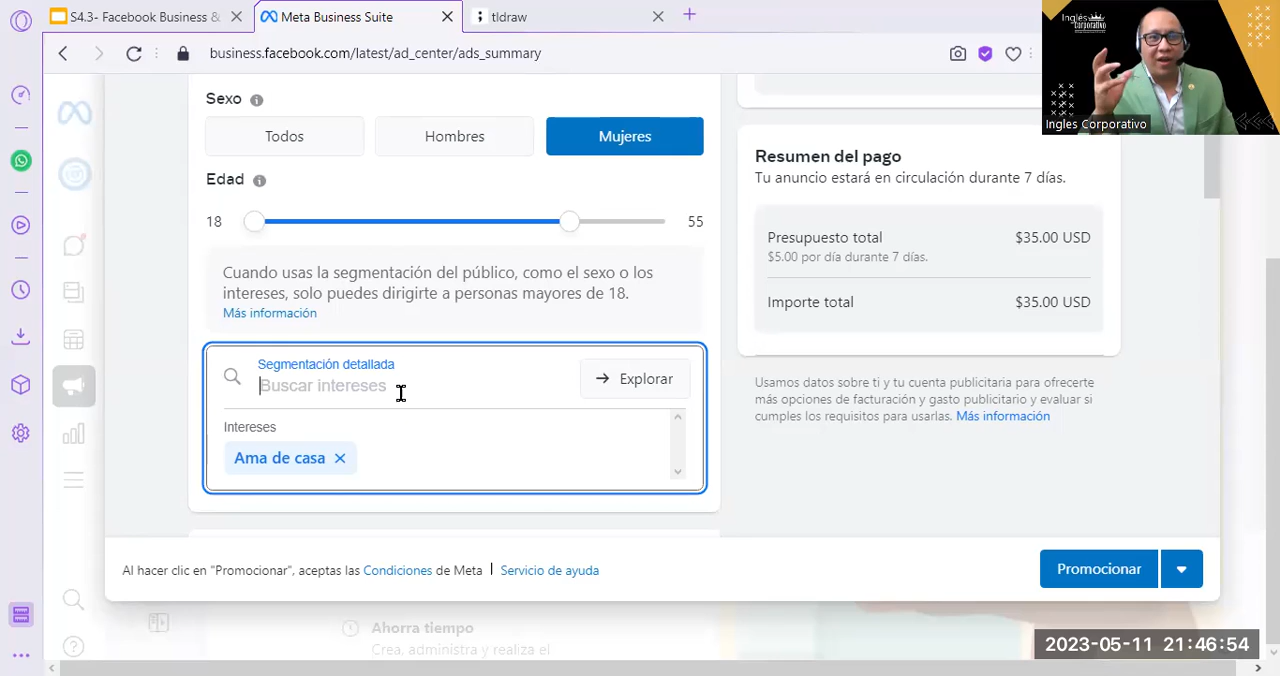 S4.3- Facebook Business &
Meta Business Suite
tldraw
business.facebook.com/latest/ad_center/ads_summary
Inglés
Corporativo
Ingles Corporativo
Sexo
Todos
Hombres
Mujeres
Edad
18
55
Cuando usas la segmentación del público, como el sexo o los
intereses, solo puedes dirigirte a personas mayores de 18.
Más información
Segmentación detallada
Buscar intereses
Explorar
Intereses
Ama de casa
Resumen del pago
Tu anuncio estará en circulación durante 7 días.
Presupuesto total $35.00 USD
$5.00 por día durante 7 días.
Importe total $35.00 USD
Usamos datos sobre ti y tu cuenta publicitaria para ofrecerte
más opciones de facturación y gasto publicitario y evaluar si
cumples los requisitos para usarlas. Más información
Al hacer clic en "Promocionar", aceptas las Condiciones de Meta | Servicio de ayuda
Promocionar
Ahorra tiempo
Crea, administra y realiza el
2023-05-11 21:46:54